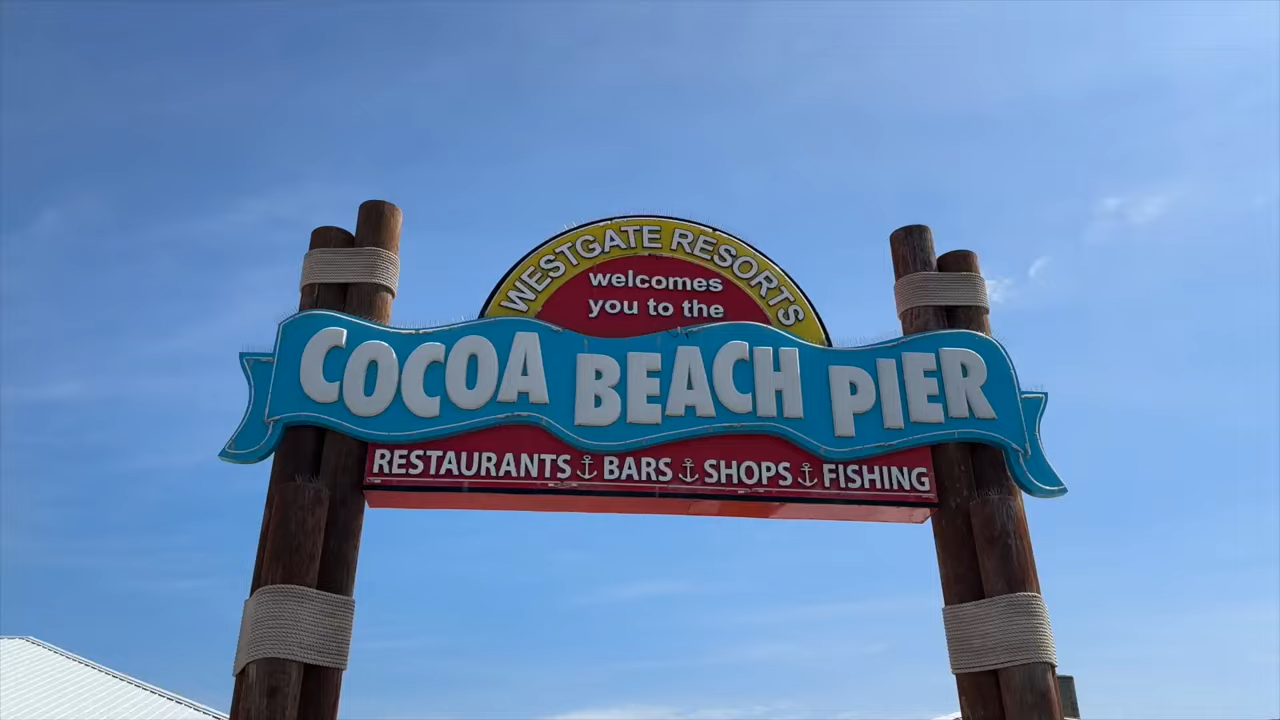 WESTGATE RESORTS
welcomes
you to the
COCOA BEACH PIER
RESTAURANTS⚓BARS⚓SHOPS⚓FISHING